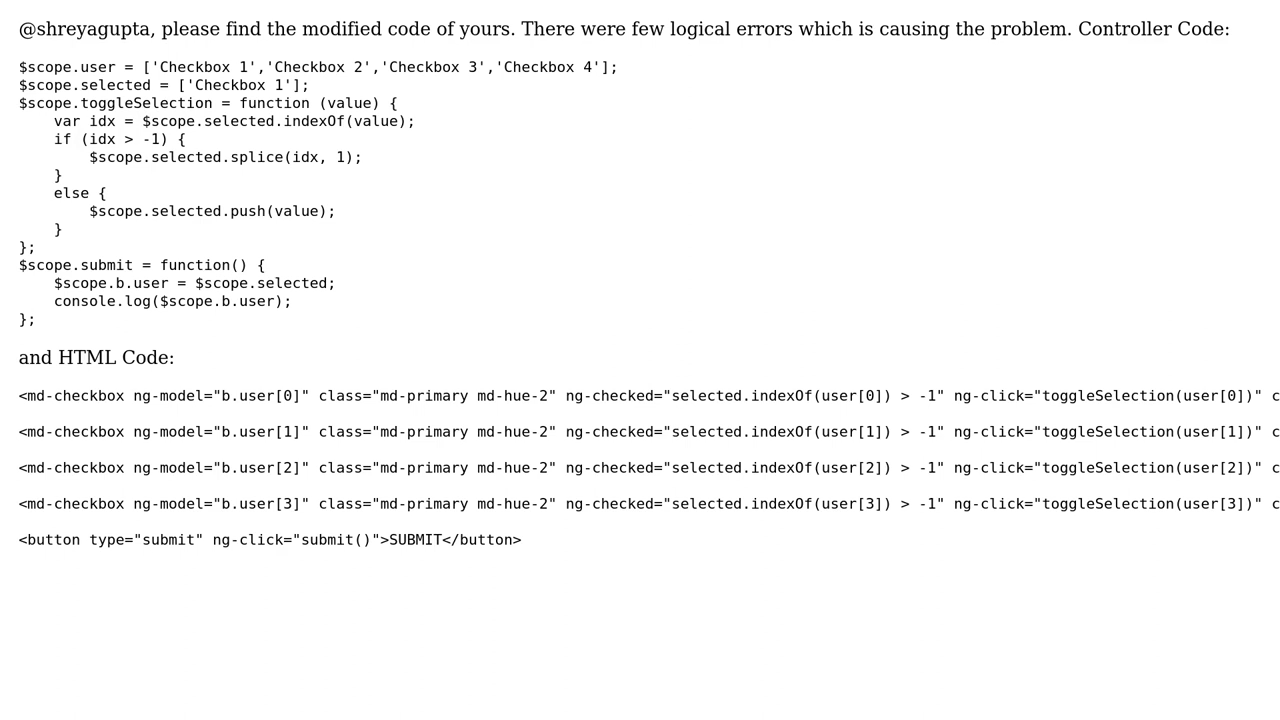 @shreyagupta, please find the modified code of yours. There were few logical errors which is causing the problem. Controller Code:
$scope.user = ['Checkbox 1','Checkbox 2','Checkbox 3','Checkbox 4'];
$scope.selected = ['Checkbox 1'];
$scope.toggleSelection = function (value) {
    var idx = $scope.selected.indexOf(value);
    if (idx > -1) {
        $scope.selected.splice(idx, 1);
    }
    else {
        $scope.selected.push(value);
    }
};
$scope.submit = function() {
    $scope.b.user = $scope.selected;
    console.log($scope.b.user);
};
and HTML Code:
<md-checkbox ng-model="b.user[0]" class="md-primary md-hue-2" ng-checked="selected.indexOf(user[0]) > -1" ng-click="toggleSelection(user[0])" c
<md-checkbox ng-model="b.user[1]" class="md-primary md-hue-2" ng-checked="selected.indexOf(user[1]) > -1" ng-click="toggleSelection(user[1])" c
<md-checkbox ng-model="b.user[2]" class="md-primary md-hue-2" ng-checked="selected.indexOf(user[2]) > -1" ng-click="toggleSelection(user[2])" c
<md-checkbox ng-model="b.user[3]" class="md-primary md-hue-2" ng-checked="selected.indexOf(user[3]) > -1" ng-click="toggleSelection(user[3])" c
<button type="submit" ng-click="submit()">SUBMIT</button>